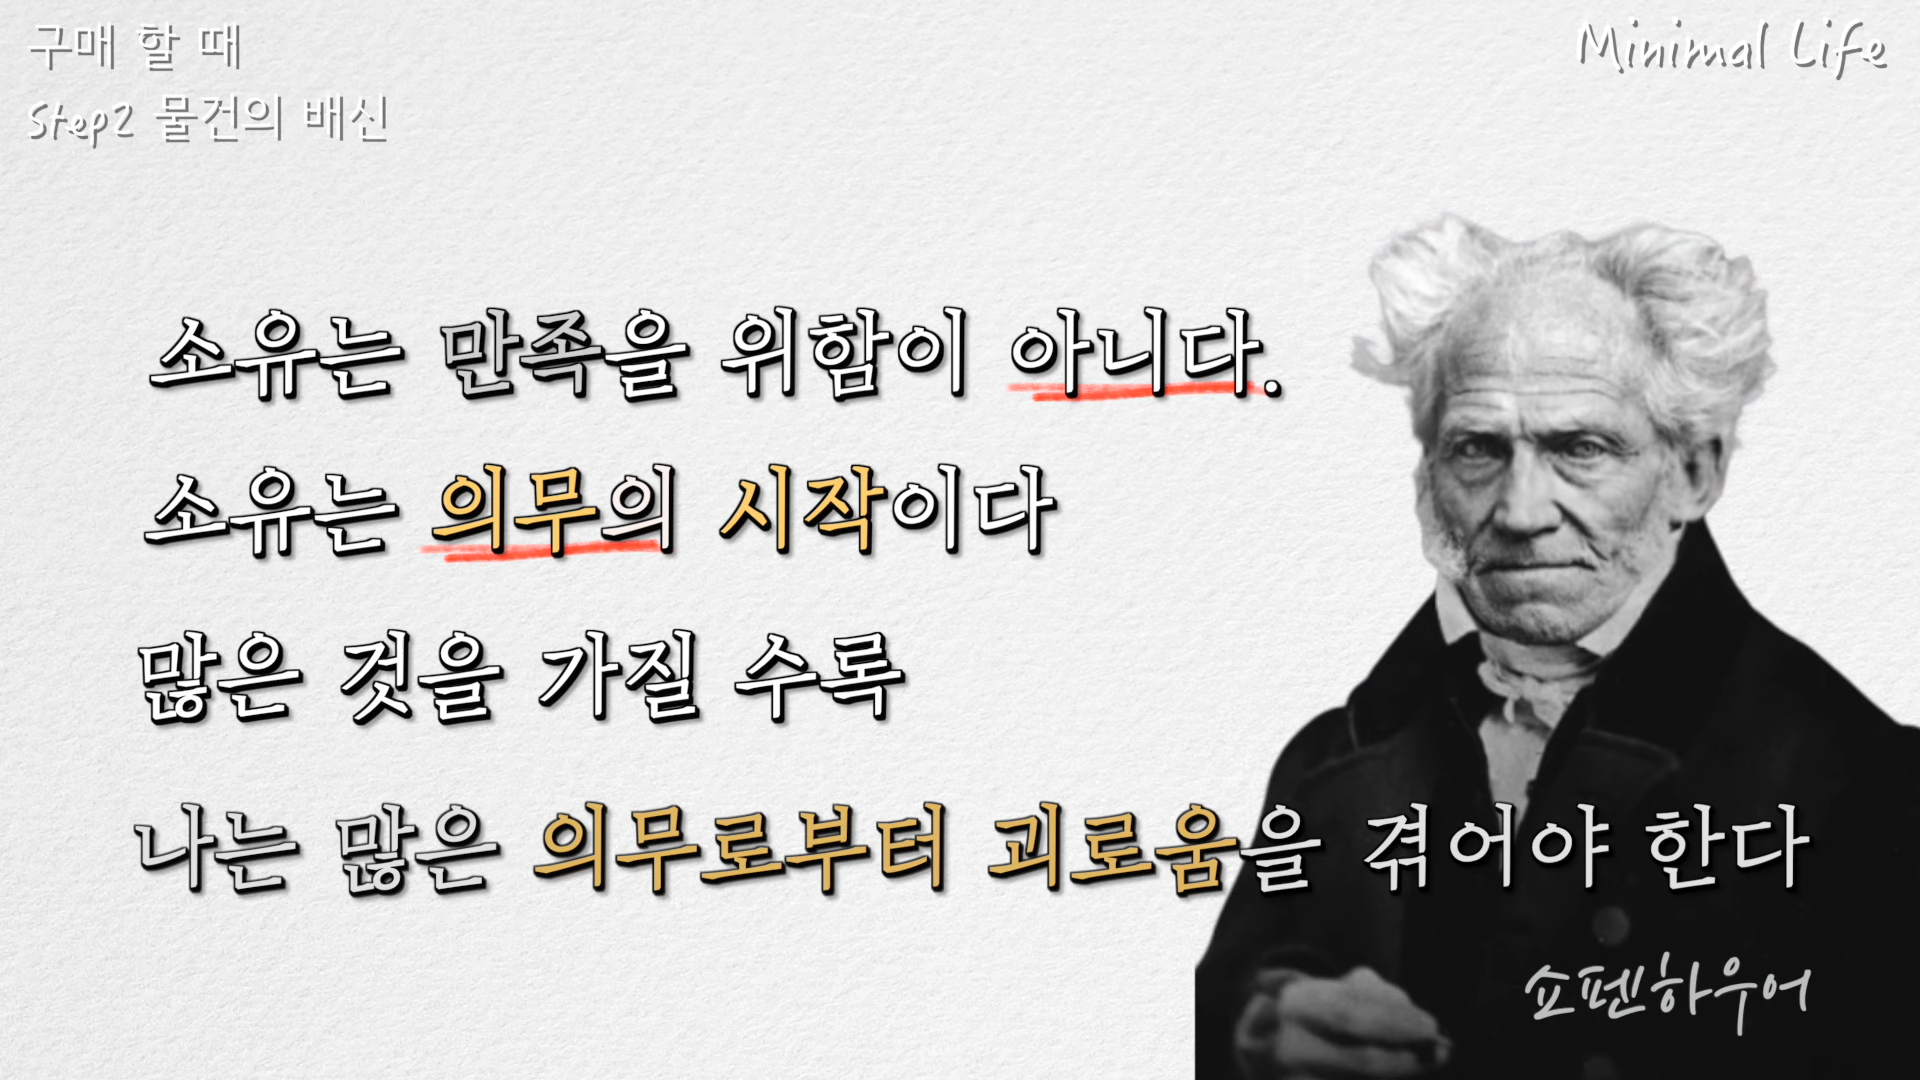 구매 할 때
Step2 물건의 배신
Minimal Life
소유는 만족을 위함이 아니다.
소유는 의무의 시작이다
많은 것을 가질 수록
나는 많은 의무로부터 괴로움을 겪어야 한다
쇼펜하우어